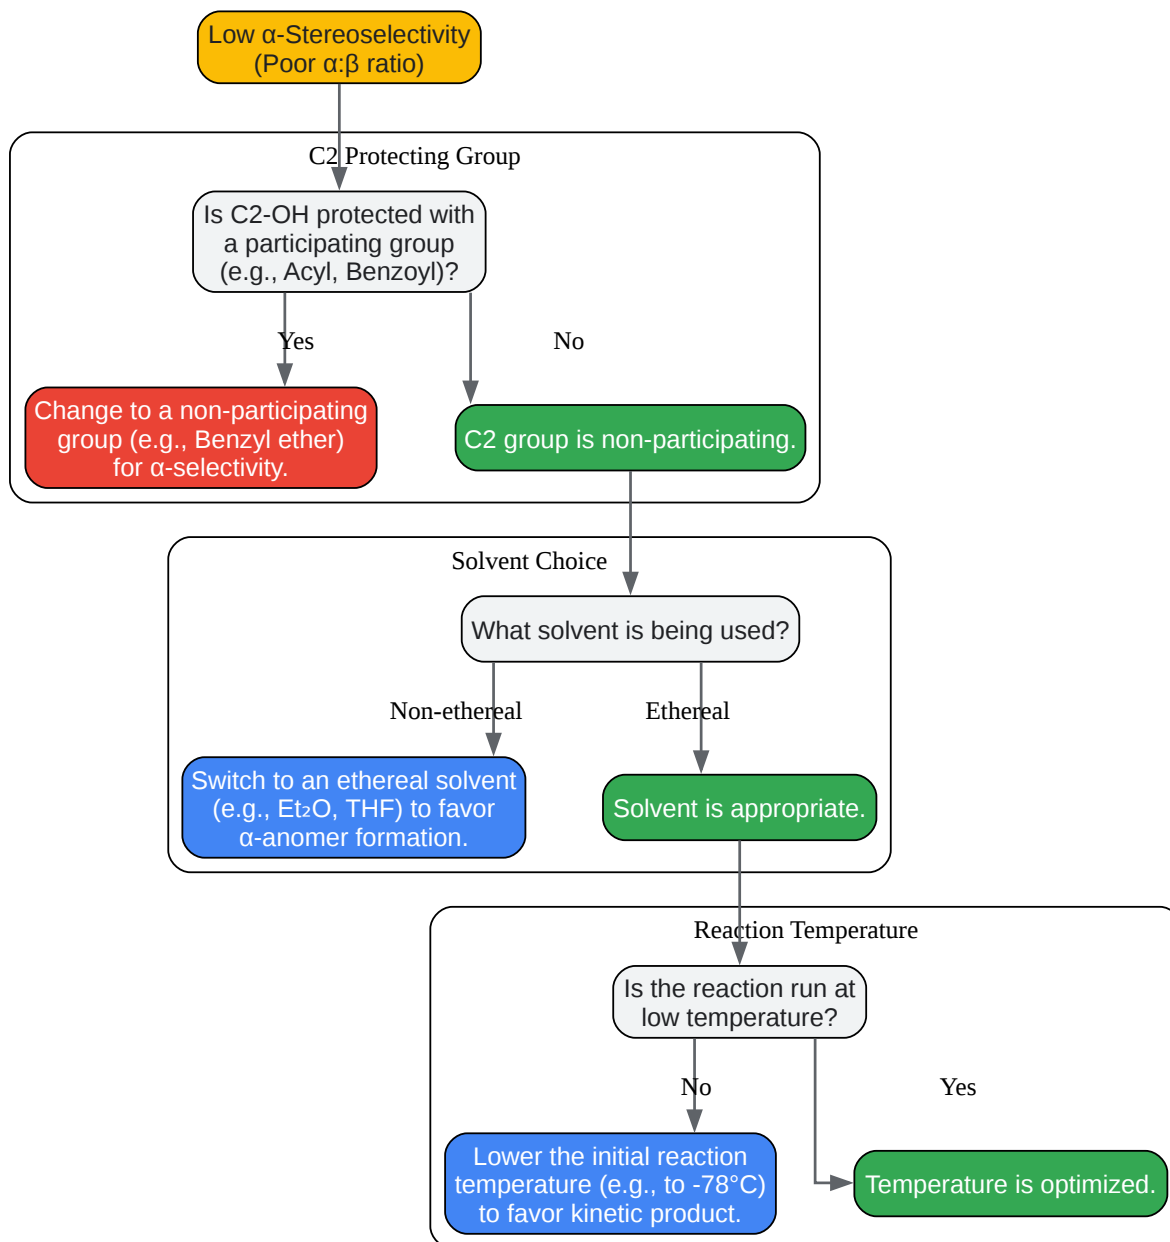 Low α-Stereoselectivity
(Poor α:β ratio)
C2 Protecting Group
Is C2-OH protected with
a participating group
(e.g., Acyl, Benzoyl)?
Yes
No
Change to a non-participating
group (e.g., Benzyl ether)
for α-selectivity.
C2 group is non-participating.
Solvent Choice
What solvent is being used?
Non-ethereal
Ethereal
Switch to an ethereal solvent
(e.g., Et₂O, THF) to favor
α-anomer formation.
Solvent is appropriate.
Reaction Temperature
Is the reaction run at
low temperature?
No
Yes
Lower the initial reaction
temperature (e.g., to -78°C)
to favor kinetic product.
Temperature is optimized.